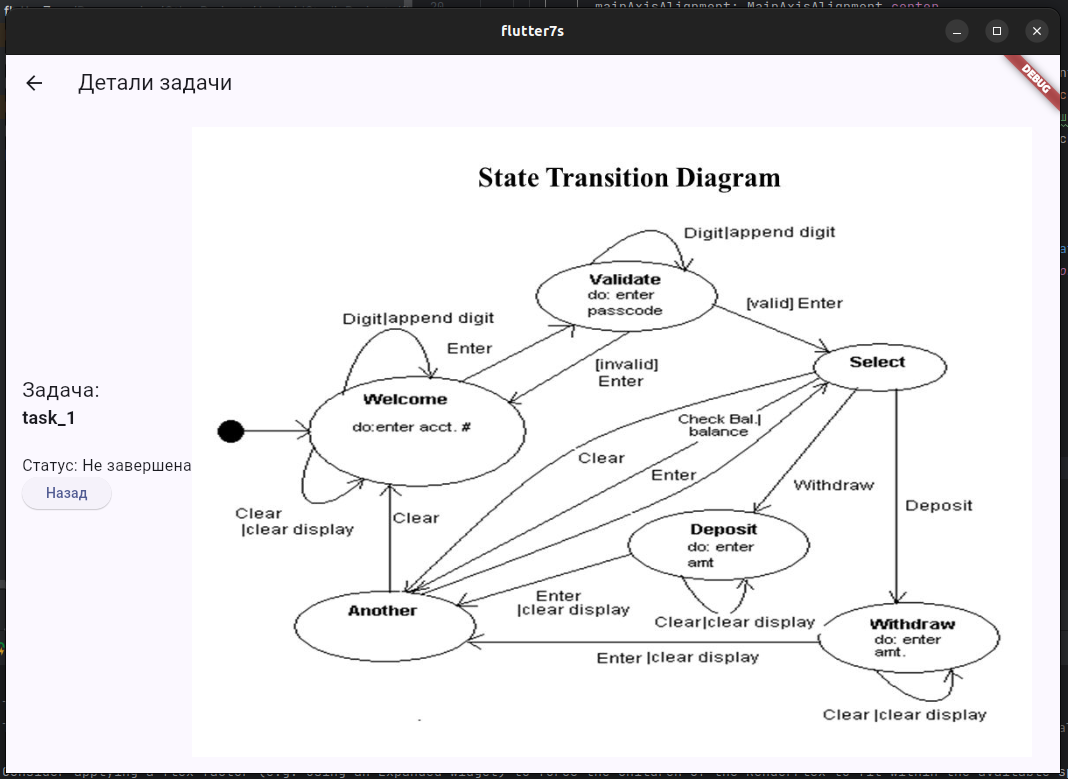 flutter7s
Детали задачи
DEBUG
State Transition Diagram
Digit|append digit
Validate
do: enter
passcode
[valid] Enter
Digit|append digit
Enter
[invalid]
Enter
Select
Задача:
task_1
Welcome
do:enter acct. #
Check Bal.|
balance
Clear
Enter
Статус: Не завершена
Назад
Withdraw
Deposit
Clear
|clear display
Clear
Deposit
do: enter
amt
Another
Enter
|clear display
Clear|clear display
Withdraw
do: enter
amt.
Enter |clear display
Clear |clear display